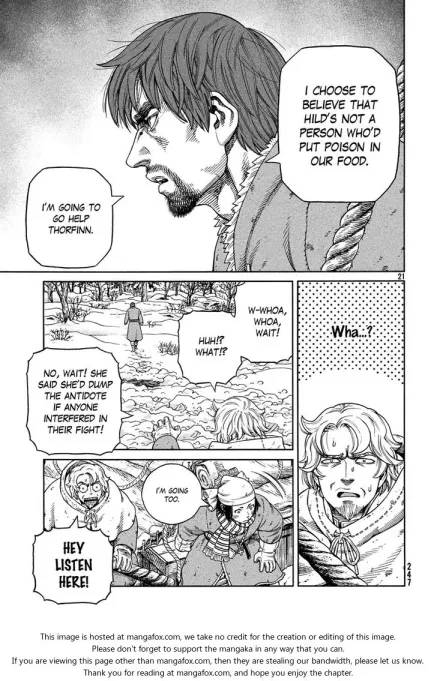 I CHOOSE TO
BELIEVE THAT
HILD'S NOT A
PERSON WHO'D
PUT POISON IN
OUR FOOD.
I'M GOING TO
GO HELP
THORFINN.
21
Wha...?
W-WHOA,
WHOA,
WAIT!
HUH!?
WHAT!?
NO, WAIT! SHE
SAID SHE'D DUMP
THE ANTIDOTE
IF ANYONE
INTERFERED IN
THEIR FIGHT!
I'M GOING
TOO.
HEY
LISTEN
HERE!
247
This image is hosted at mangafox.com, we take no credit for the creation or editing of this image.
Please don't forget to support the mangaka in any way that you can.
If you are viewing this page other than mangafox.com, then they are stealing our bandwidth, please let us know.
Thank you for reading at mangafox.com, and hope you enjoy the chapter.